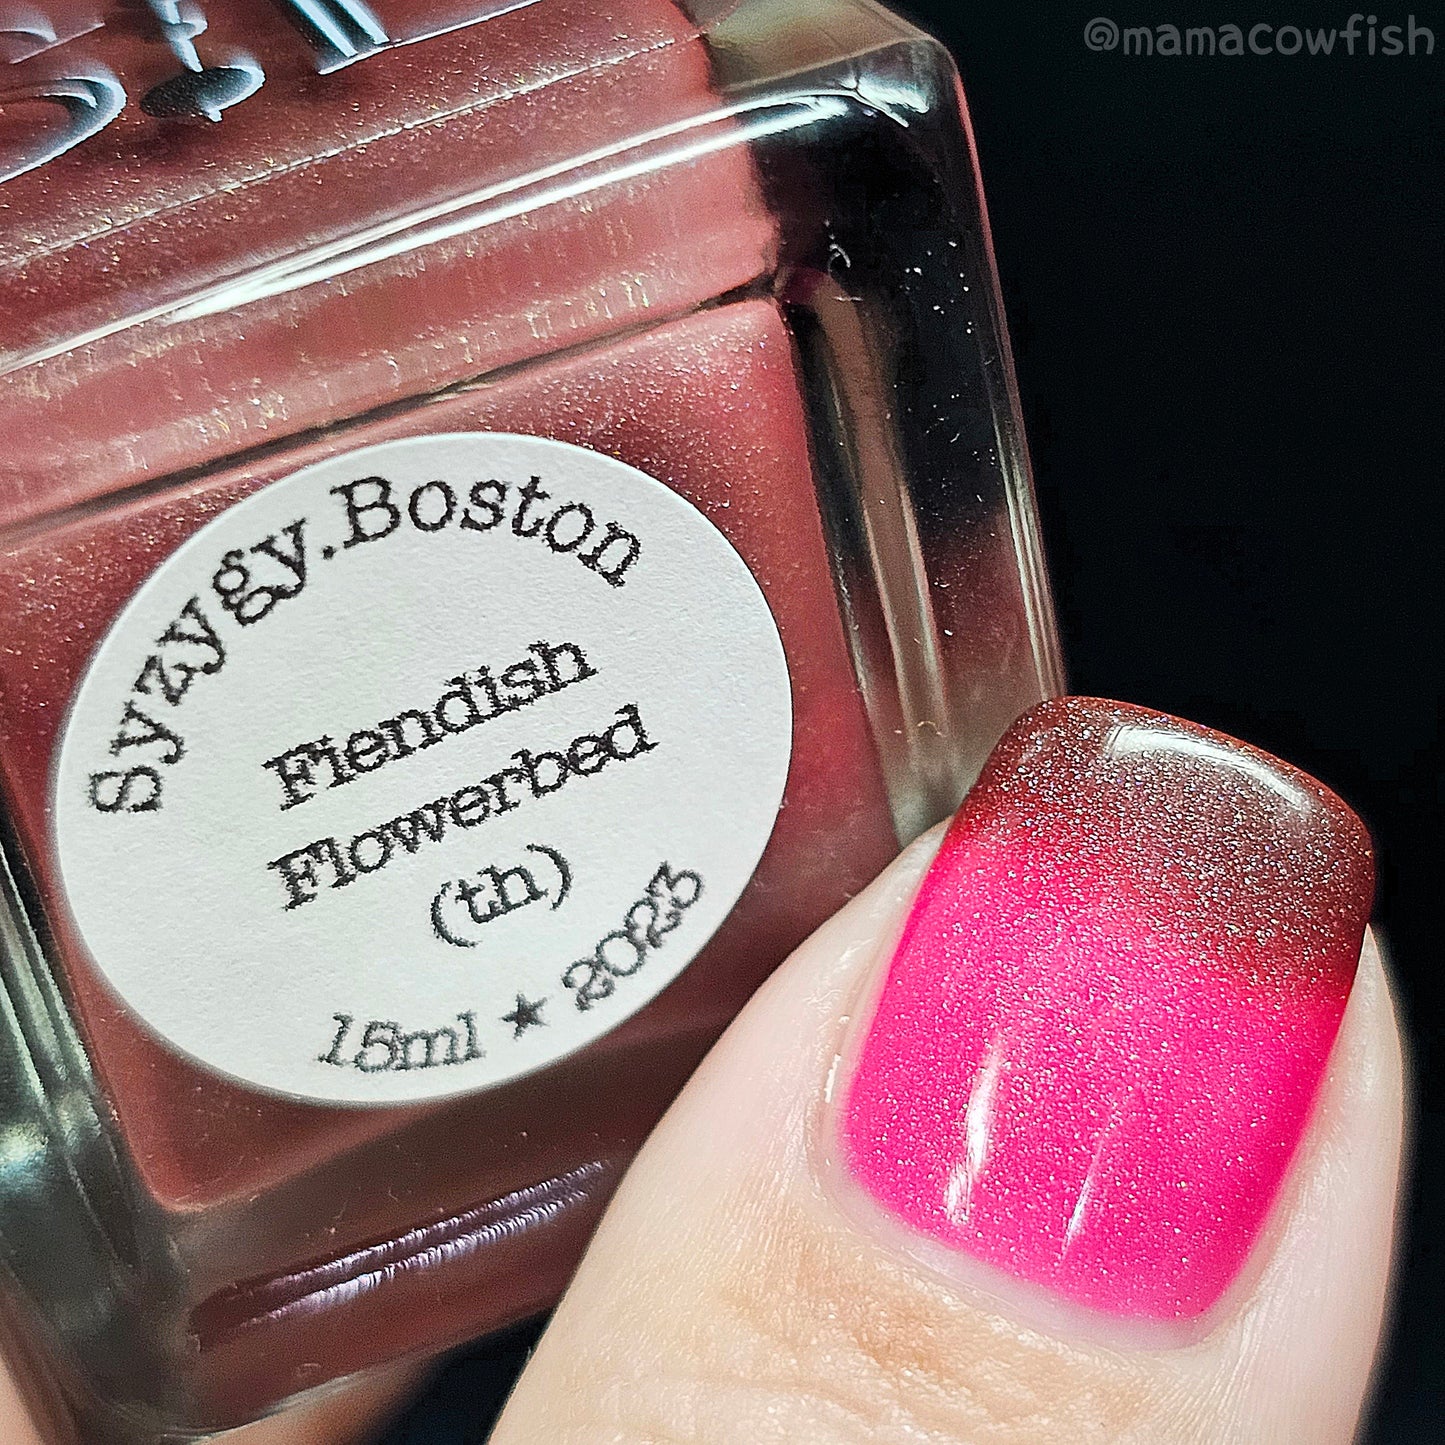 @mamacowfish
Syzygy.Boston
Fiendish
Flowerbed
(th)
15ml ★ 2023